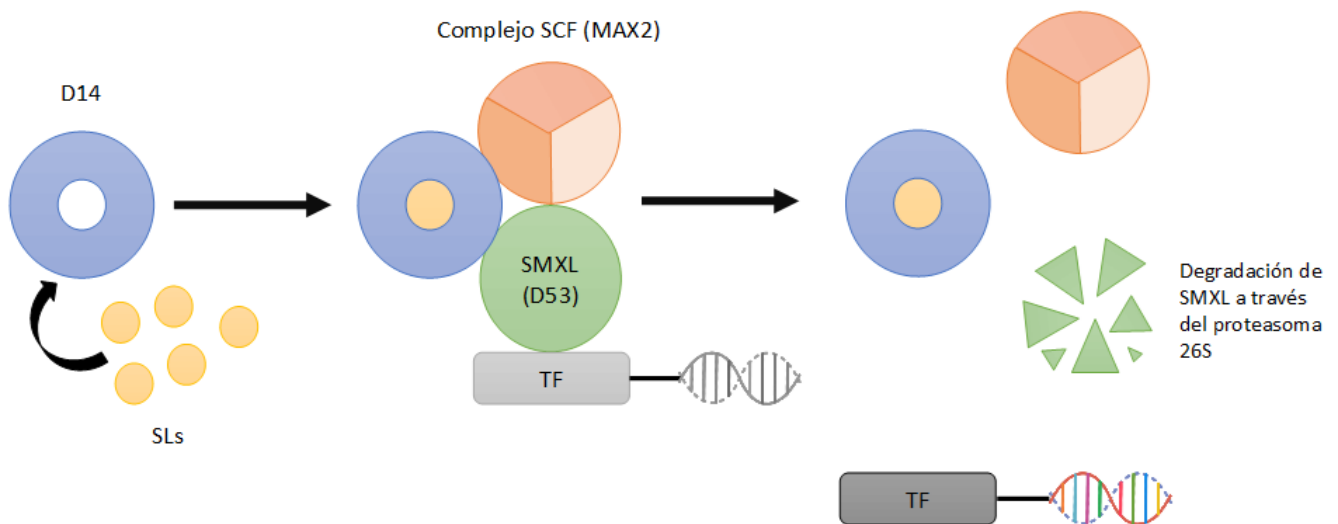 Complejo SCF (MAX2)
D14
SMXL
(D53)
TF
SLs
Degradación de
SMXL a través
del proteasoma
26S
TF